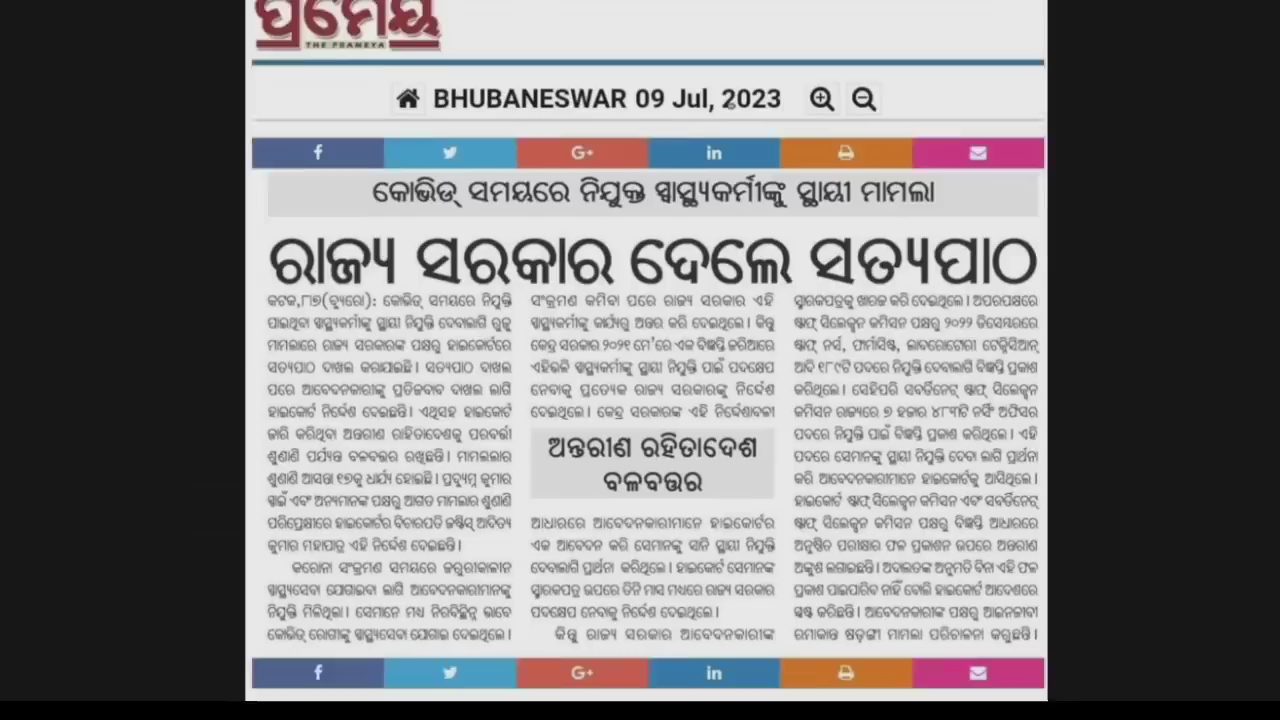 ପ୍ରମେୟ
THE PRAMEYA
BHUBANESWAR 09 Jul, 2023
f
G+
in
କୋଭିଡ୍ ସମୟରେ ନିଯୁକ୍ତ ସ୍ୱାସ୍ଥ୍ୟକର୍ମୀଙ୍କୁ ସ୍ଥାୟୀ ମାମଲା
ରାଜ୍ୟ ସରକାର ଦେଲେ ସତ୍ୟପାଠ
କଟକ,୮।୭(ବ୍ୟୁରୋ): କୋଭିଡ୍ ସମୟରେ ନିଯୁକ୍ତି
ପାଇଥିବା ସ୍ୱାସ୍ଥ୍ୟକର୍ମୀଙ୍କୁ ସ୍ଥାୟୀ ନିଯୁକ୍ତି ଦେବାଲାଗି ରୁଜୁ
ମାମଲାରେ ରାଜ୍ୟ ସରକାରଙ୍କ ପକ୍ଷରୁ ହାଇକୋର୍ଟରେ
ସତ୍ୟପାଠ ଦାଖଲ କରାଯାଇଛି। ସତ୍ୟପାଠ ଦାଖଲ
ପରେ ଆବେଦନକାରୀଙ୍କୁ ପ୍ରତିଜବାବ ଦାଖଲ ଲାଗି
ହାଇକୋର୍ଟ ନିର୍ଦ୍ଦେଶ ଦେଇଛନ୍ତି। ଏଥିସହ ହାଇକୋର୍ଟ
ଜାରି କରିଥିବା ଅନ୍ତରୀଣ ରହିତାଦେଶକୁ ପରବର୍ତ୍ତୀ
ଶୁଣାଣି ପର୍ଯ୍ୟନ୍ତ ବଳବତ୍ତର ରଖିଛନ୍ତି। ମାମଲାର
ଶୁଣାଣି ଆସନ୍ତା ୧୭କୁ ଧାର୍ଯ୍ୟ ହୋଇଛି। ପ୍ରଦ୍ୟୁମ୍ନ କୁମାର
ସ୍ୱାଇଁ ଏବଂ ଅନ୍ୟମାନଙ୍କ ପକ୍ଷରୁ ଆଗତ ମାମଲାର ଶୁଣାଣି
ପରିପ୍ରେକ୍ଷୀରେ ହାଇକୋର୍ଟର ବିଚାରପତି ଜଷ୍ଟିସ୍ ଆଦିତ୍ୟ
କୁମାର ମହାପାତ୍ର ଏହି ନିର୍ଦ୍ଦେଶ ଦେଇଛନ୍ତି।
କରୋନା ସଂକ୍ରମଣ ସମୟରେ ଜରୁରୀକାଳୀନ
ସ୍ୱାସ୍ଥ୍ୟସେବା ଯୋଗାଇବା ଲାଗି ଆବେଦନକାରୀମାନଙ୍କୁ
ନିଯୁକ୍ତି ମିଳିଥିଲା। ସେମାନେ ମଧ୍ୟ ନିରବିଚ୍ଛିନ୍ନ ଭାବେ
କୋଭିଡ୍ ରୋଗୀଙ୍କୁ ସ୍ୱାସ୍ଥ୍ୟସେବା ଯୋଗାଇ ଦେଇଥିଲେ।
ସଂକ୍ରମଣ କମିବା ପରେ ରାଜ୍ୟ ସରକାର ଏହି
ସ୍ୱାସ୍ଥ୍ୟକର୍ମୀଙ୍କୁ କାର୍ଯ୍ୟରୁ ଅନ୍ତର କରି ଦେଇଥିଲେ। କିନ୍ତୁ
କେନ୍ଦ୍ର ସରକାର ୨୦୨୧ ମେ'ରେ ଏକ ବିଜ୍ଞପ୍ତି ଜରିଆରେ
ଏହିଭଳି ସ୍ୱାସ୍ଥ୍ୟକର୍ମୀଙ୍କୁ ସ୍ଥାୟୀ ନିଯୁକ୍ତି ପାଇଁ ପଦକ୍ଷେପ
ନେବାକୁ ପ୍ରତ୍ୟେକ ରାଜ୍ୟ ସରକାରଙ୍କୁ ନିର୍ଦ୍ଦେଶ
ଦେଇଥିଲେ। କେନ୍ଦ୍ର ସରକାରଙ୍କ ଏହି ନିର୍ଦ୍ଦେଶାବଳୀ
ଅନ୍ତରୀଣ ରହିତାଦେଶ
ବଳବତ୍ତର
ଆଧାରରେ ଆବେଦନକାରୀମାନେ ହାଇକୋର୍ଟର
ଏକ ଆବେଦନ କରି ସେମାନଙ୍କୁ ସାନି ସ୍ଥାୟୀ ନିଯୁକ୍ତି
ଦେବାଲାଗି ପ୍ରାର୍ଥନା କରିଥିଲେ। ହାଇକୋର୍ଟ ସେମାନଙ୍କ
ସ୍ମାରକପତ୍ର ଉପରେ ତିନି ମାସ ମଧ୍ୟରେ ରାଜ୍ୟ ସରକାର
ପଦକ୍ଷେପ ନେବାକୁ ନିର୍ଦ୍ଦେଶ ଦେଇଥିଲେ।
କିନ୍ତୁ ରାଜ୍ୟ ସରକାର ଆବେଦନକାରୀଙ୍କ
ସ୍ମାରକପତ୍ରକୁ ଖାରଜ କରି ଦେଇଥିଲେ। ଅପରପକ୍ଷରେ
ଷ୍ଟାଫ୍ ସିଲେକ୍ସନ କମିସନ ପକ୍ଷରୁ ୨୦୨୨ ଡିସେମ୍ବରରେ
ଷ୍ଟାଫ୍ ନର୍ସ, ଫାର୍ମାସିଷ୍ଟ, ଲାବରୋଟୋରୀ ଟେକ୍ନିସିଆନ୍
ଆଦି ୧୮୯ଟି ପଦରେ ନିଯୁକ୍ତି ଦେବାଲାଗି ବିଜ୍ଞପ୍ତି ପ୍ରକାଶ
କରିଥିଲେ। ସେହିପରି ସବର୍ଡିନେଟ୍ ଷ୍ଟାଫ୍ ସିଲେକ୍ସନ
କମିସନ ରାଜ୍ୟରେ ୭ ହଜାର ୪୮୩ଟି ନର୍ସିଂ ଅଫିସର
ପଦରେ ନିଯୁକ୍ତି ପାଇଁ ବିଜ୍ଞପ୍ତି ପ୍ରକାଶ କରିଥିଲେ। ଏହି
ପଦରେ ସେମାନଙ୍କୁ ସ୍ଥାୟୀ ନିଯୁକ୍ତି ଦେବା ଲାଗି ପ୍ରାର୍ଥନା
କରି ଆବେଦନକାରୀମାନେ ହାଇକୋର୍ଟକୁ ଆସିଥିଲେ।
ହାଇକୋର୍ଟ ଷ୍ଟାଫ୍ ସିଲେକ୍ସନ କମିସନ ଏବଂ ସବର୍ଡିନେଟ୍
ଷ୍ଟାଫ୍ ସିଲେକ୍ସନ କମିସନ ପକ୍ଷରୁ ବିଜ୍ଞପ୍ତି ଆଧାରରେ
ଅନୁଷ୍ଠିତ ପରୀକ୍ଷାର ଫଳ ପ୍ରକାଶନ ଉପରେ ଅନ୍ତରୀଣ
ଅଙ୍କୁଶ ଲଗାଇଛନ୍ତି। ଅଦାଲତଙ୍କ ଅନୁମତି ବିନା ଏହି ଫଳ
ପ୍ରକାଶ ପାଇପାରିବ ନାହିଁ ବୋଲି ହାଇକୋର୍ଟ ଆଦେଶରେ
ସ୍ପଷ୍ଟ କରିଛନ୍ତି। ଆବେଦନକାରୀଙ୍କ ପକ୍ଷରୁ ଆଇନଜୀବୀ
ରମାକାନ୍ତ ଷଡ଼ଙ୍ଗୀ ମାମଲା ପରିଚାଳନା କରୁଛନ୍ତି।
f
G+
in